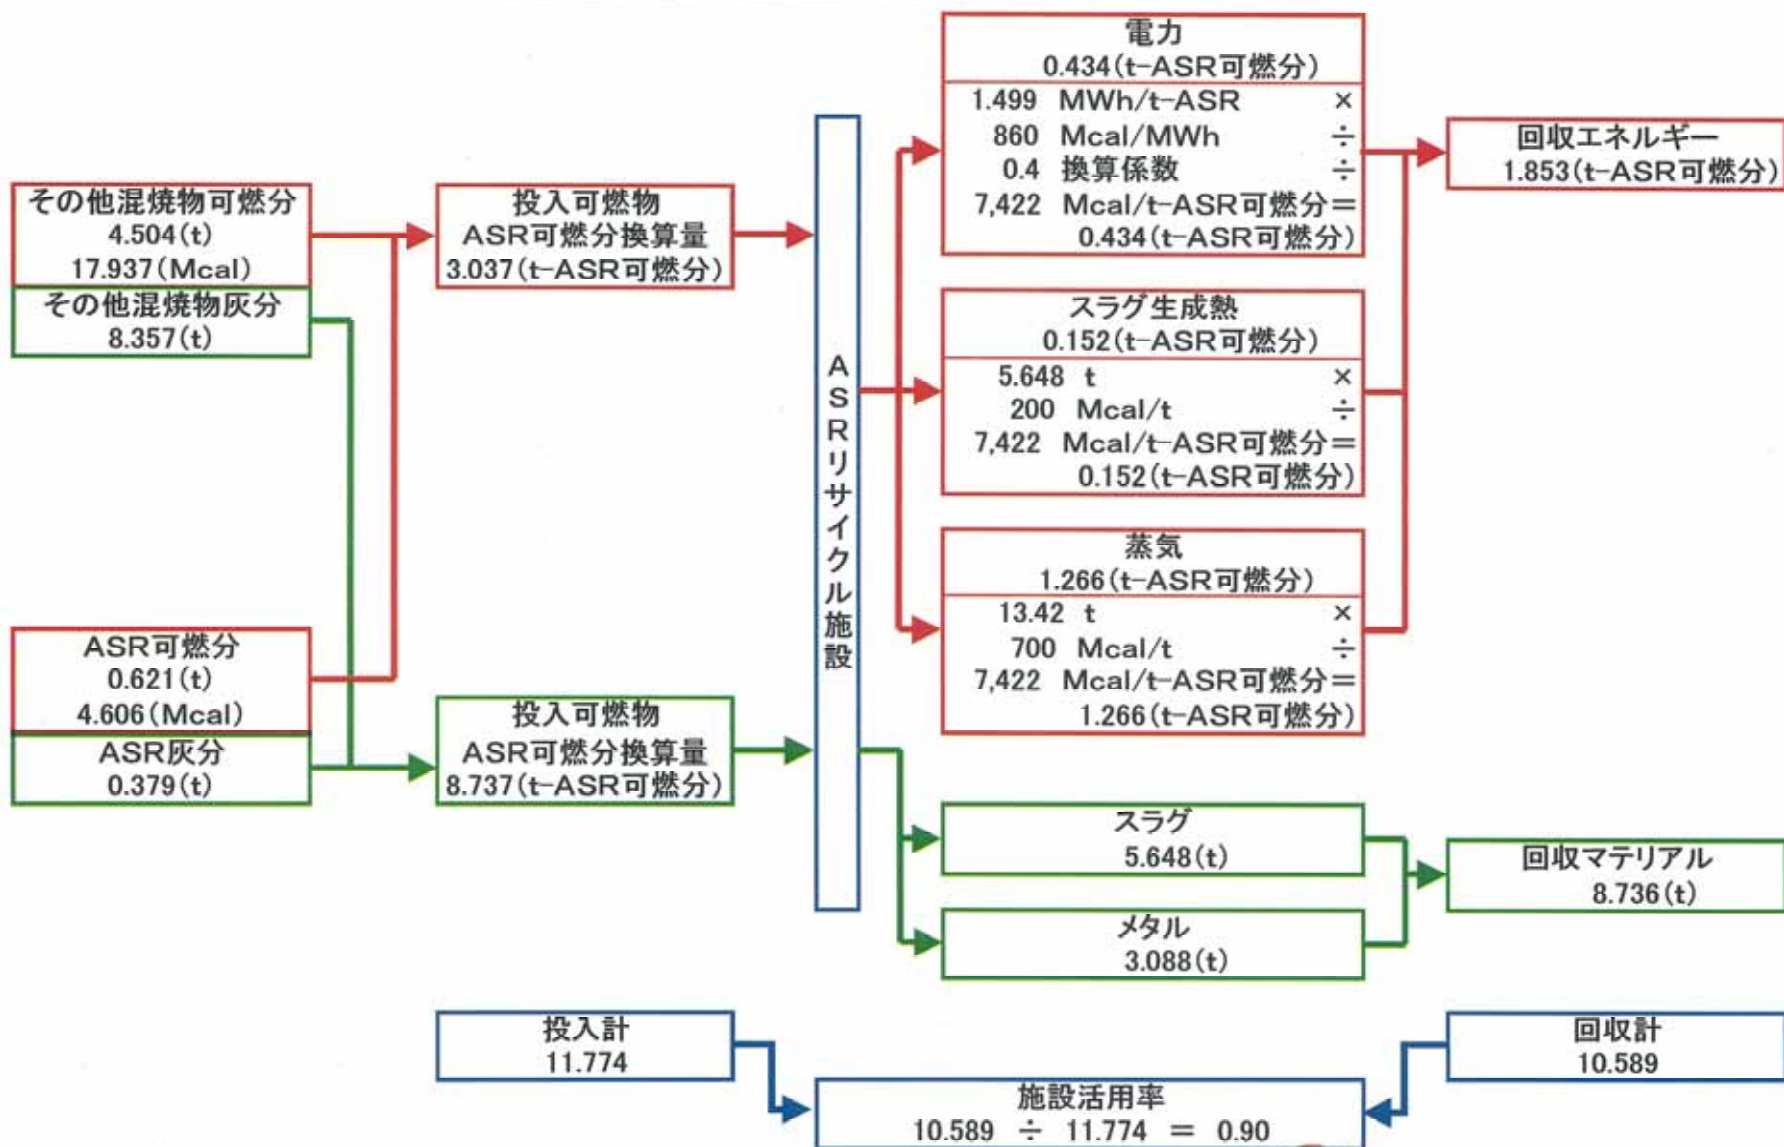 その他混焼物可燃分
4.504(t)
17.937(Mcal)
その他混焼物灰分
8.357(t)
ASR可燃分
0.621(t)
4.606(Mcal)
ASR灰分
0.379(t)
投入可燃物
ASR可燃分換算量
3.037(t-ASR可燃分)
投入可燃物
ASR可燃分換算量
8.737(t-ASR可燃分)
ASRリサイクル施設
電力
0.434(t-ASR可燃分)
1.499 MWh/t-ASR ×
860 Mcal/MWh ÷
0.4 換算係数 ÷
7,422 Mcal/t-ASR可燃分=
0.434(t-ASR可燃分)
スラグ生成熱
0.152(t-ASR可燃分)
5.648 t ×
200 Mcal/t ÷
7,422 Mcal/t-ASR可燃分=
0.152(t-ASR可燃分)
蒸気
1.266(t-ASR可燃分)
13.42 t ×
700 Mcal/t ÷
7,422 Mcal/t-ASR可燃分=
1.266(t-ASR可燃分)
スラグ
5.648(t)
メタル
3.088(t)
回収エネルギー
1.853(t-ASR可燃分)
回収マテリアル
8.736(t)
投入計
11.774
回収計
10.589
施設活用率
10.589 ÷ 11.774 = 0.90